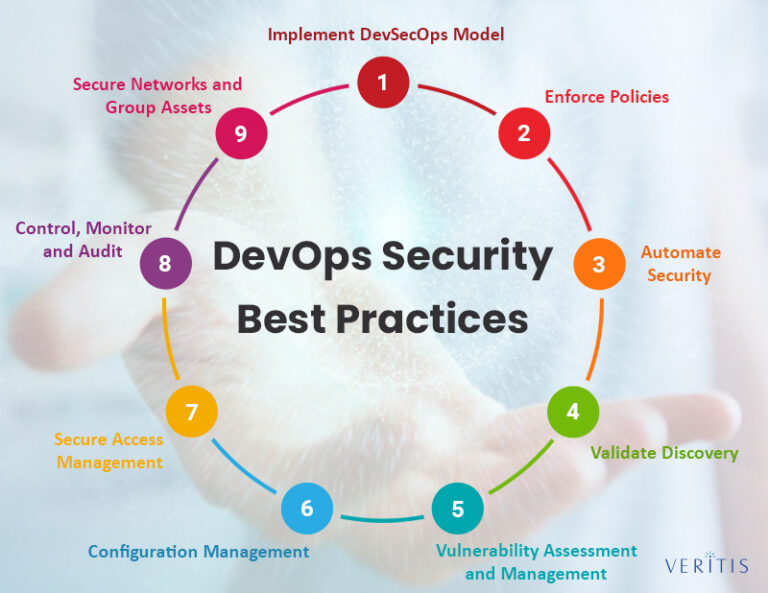 Implement DevSecOps Model
1
Enforce Policies
2
Automate
Security
3
Validate Discovery
4
Vulnerability Assessment
and Management
5
Configuration Management
6
Secure Access
Management
7
Control, Monitor
and Audit
8
Secure Networks and
Group Assets
9
DevOps Security
Best Practices
VERITIS